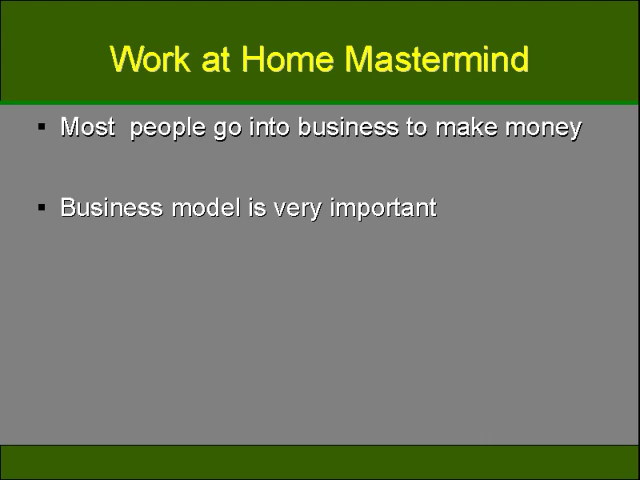 Work at Home Mastermind
▪ Most  people go into business to make money
▪ Business model is very important